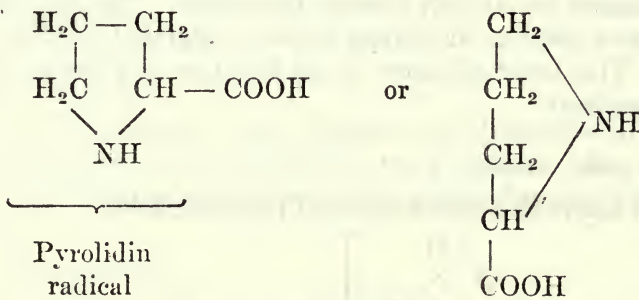 H₂C — CH₂
H₂C CH — COOH
NH
Pyrolidin
radical
or
CH₂
CH₂
CH₂
CH
COOH
NH